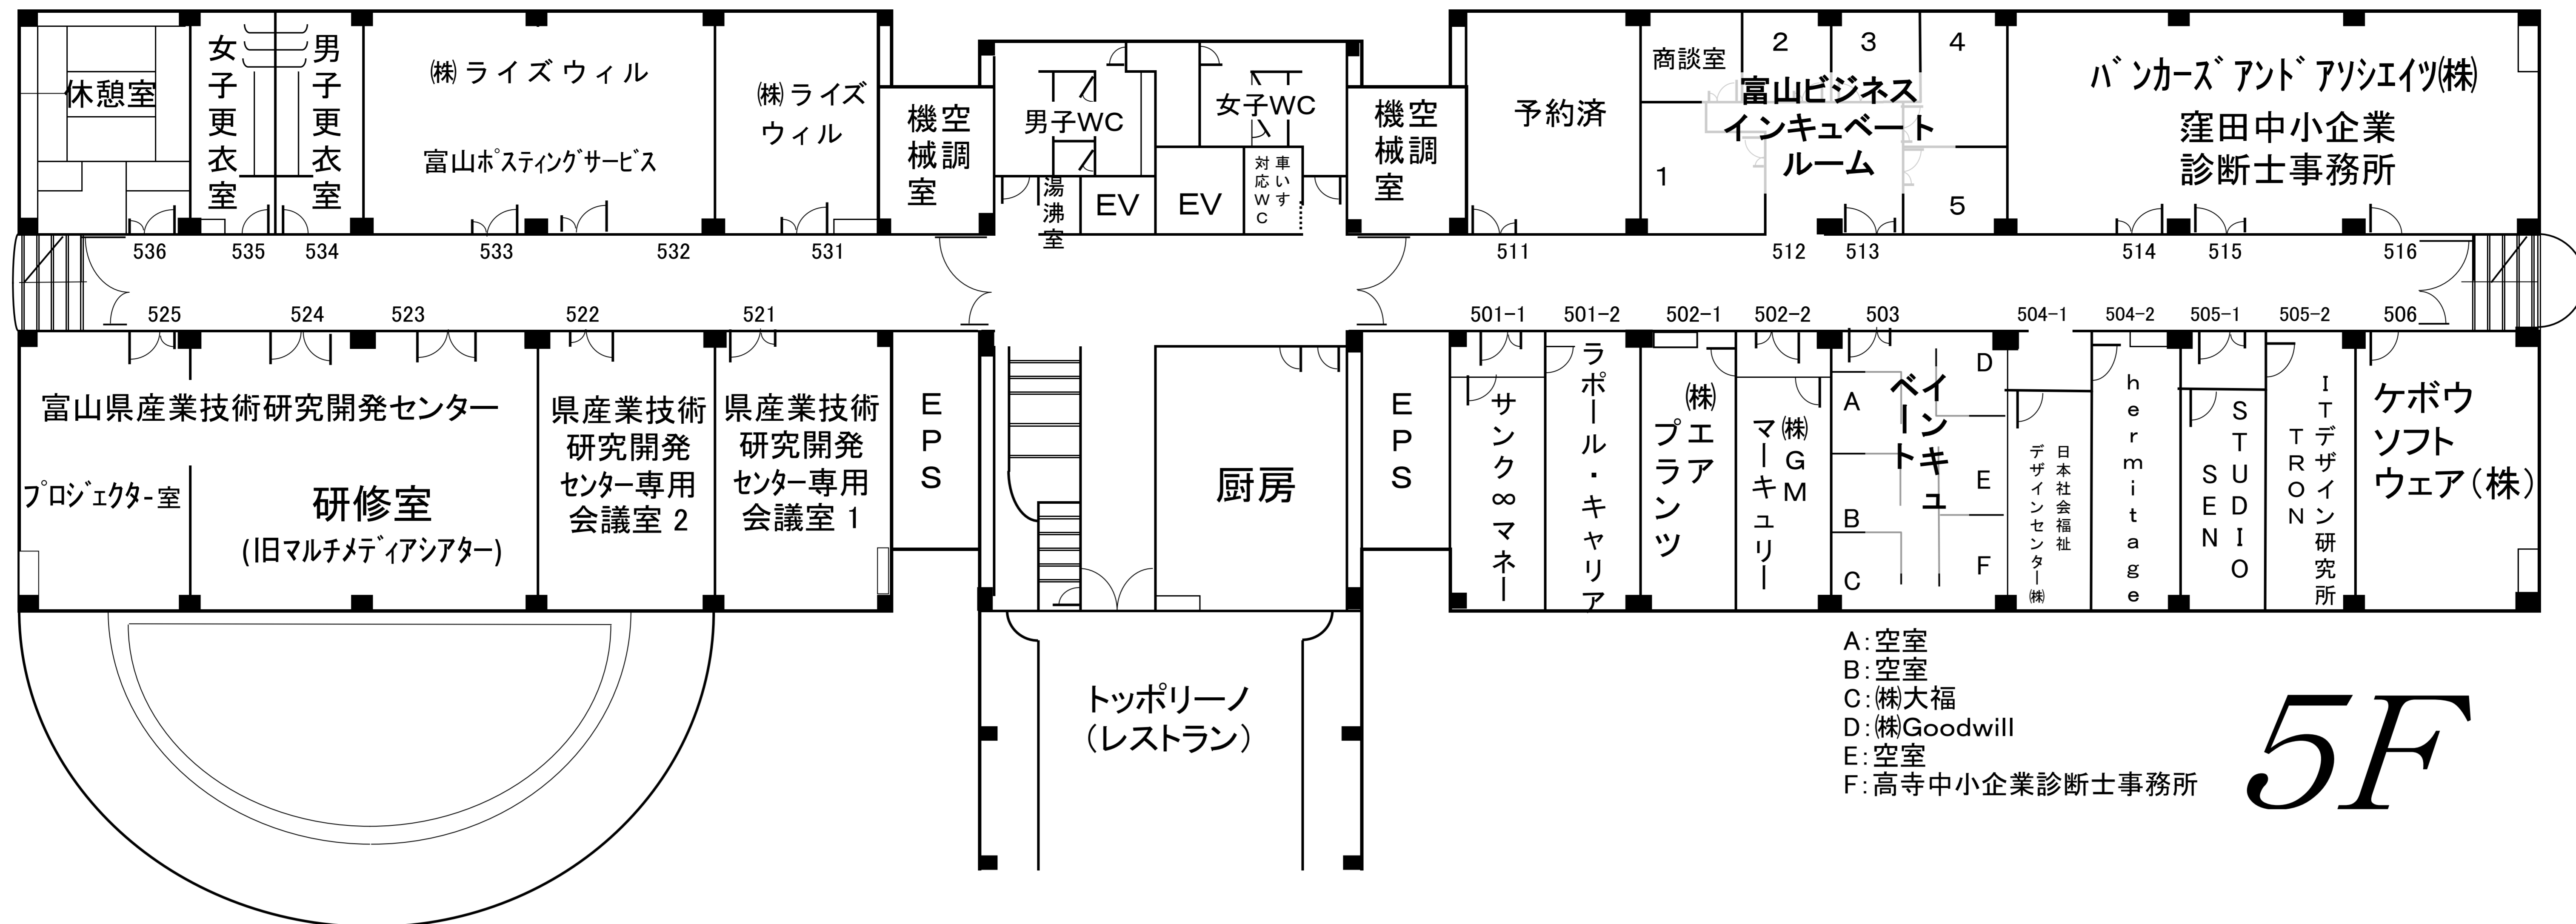 休憩室
女子更衣室
男子更衣室
㈱ライズウィル
富山ポスティングサービス
㈱ライズ
ウィル
空調
機械室
男子WC
女子WC
湯沸室
EV
EV
車いす
対応WC
空調
機械室
予約済
商談室
1
2
3
4
5
富山ビジネス
インキュベート
ルーム
バンカーズアンドアソシエイツ㈱
窪田中小企業
診断士事務所
536
535
534
533
532
531
511
512
513
514
515
516
525
524
523
522
521
501-1
501-2
502-1
502-2
503
504-1
504-2
505-1
505-2
506
富山県産業技術研究開発センター
プロジェクター室
研修室
(旧マルチメディアシアター)
県産業技術
研究開発
センター専用
会議室 2
県産業技術
研究開発
センター専用
会議室 1
EPS
厨房
EPS
サンク∞マネー
ラポール・キャリア
㈱エア
プランツ
㈱GM
マーキュリー
インキュ
ベート
A
B
C
D
E
F
日本社会福祉
デザインセンター㈱
hermitage
STUDIO
SEN
ITデザイン研究所
TRON
ケボウ
ソフト
ウェア(株)
トッポリーノ
(レストラン)
A:空室
B:空室
C:㈱大福
D:㈱Goodwill
E:空室
F:高寺中小企業診断士事務所
5F